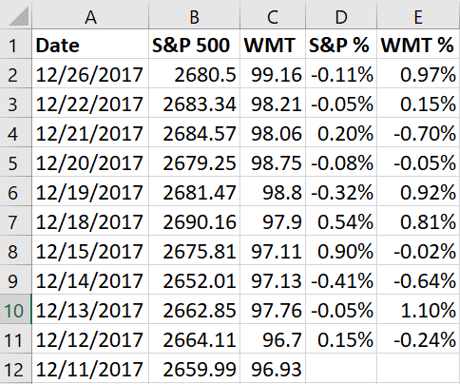 A B C D E
1 Date S&P 500 WMT S&P % WMT %
2 12/26/2017 2680.5 99.16 -0.11% 0.97%
3 12/22/2017 2683.34 98.21 -0.05% 0.15%
4 12/21/2017 2684.57 98.06 0.20% -0.70%
5 12/20/2017 2679.25 98.75 -0.08% -0.05%
6 12/19/2017 2681.47 98.8 -0.32% 0.92%
7 12/18/2017 2690.16 97.9 0.54% 0.81%
8 12/15/2017 2675.81 97.11 0.90% -0.02%
9 12/14/2017 2652.01 97.13 -0.41% -0.64%
10 12/13/2017 2662.85 97.76 -0.05% 1.10%
11 12/12/2017 2664.11 96.7 0.15% -0.24%
12 12/11/2017 2659.99 96.93